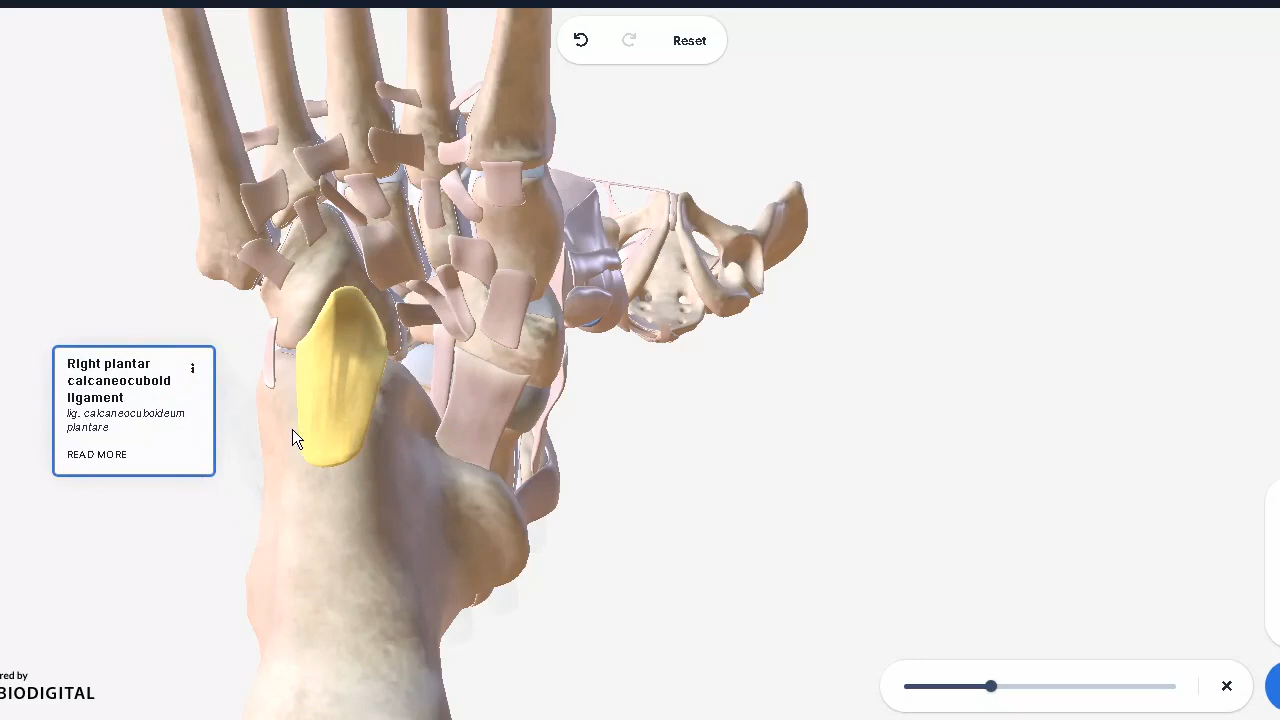 Reset
Right plantar
calcaneocuboid
ligament
lig. calcaneocuboideum
plantare
READ MORE
red by
BIODIGITAL